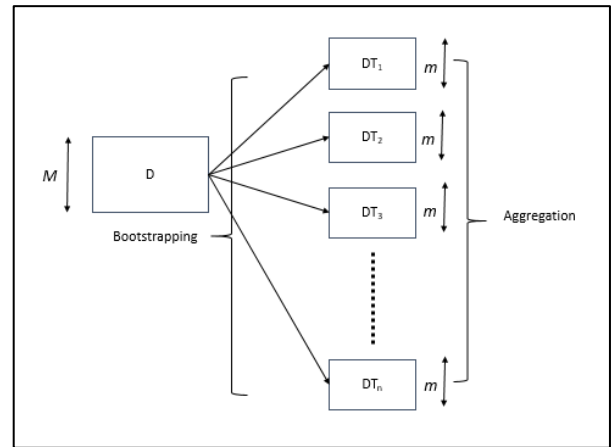 DT₁
m
DT₂
m
M
D
DT₃
m
Bootstrapping
Aggregation
DTₙ
m